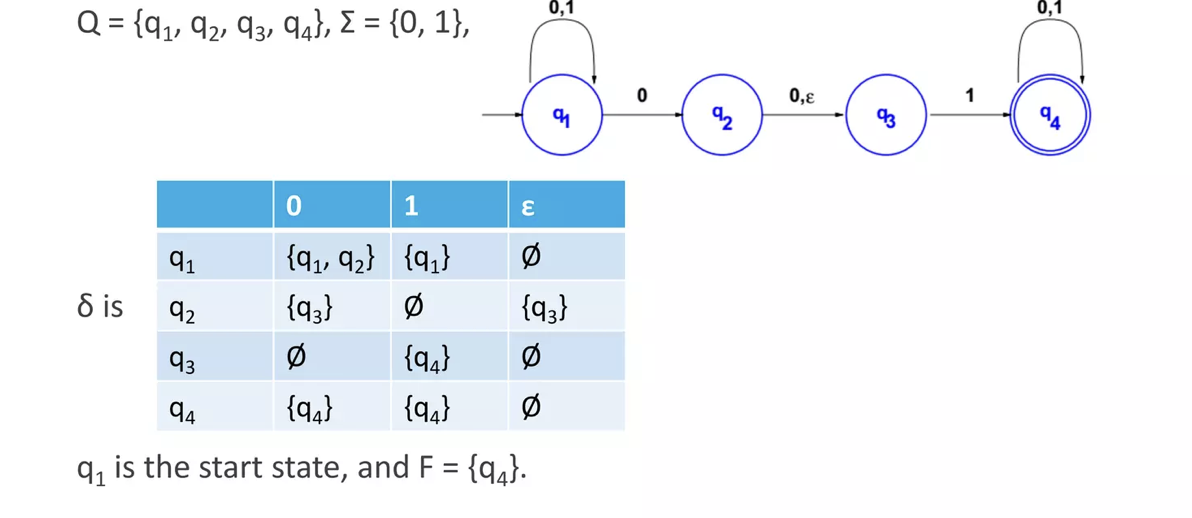 0,1
0,1
Q = {q₁, q₂, q₃, q₄}, Σ = {0, 1},
q₁ 0 q₂ 0,ε q₃ 1 q₄
0 1 ε
q₁ {q₁, q₂} {q₁} Ø
δ is q₂ {q₃} Ø {q₃}
q₃ Ø {q₄} Ø
q₄ {q₄} {q₄} Ø
q₁ is the start state, and F = {q₄}.